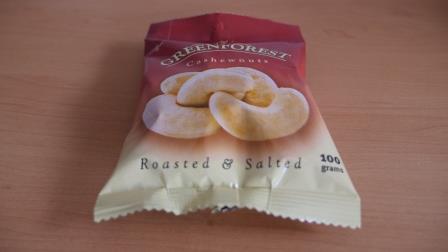 GREENFOREST
Cashewnuts
Roasted & Salted
100
grams